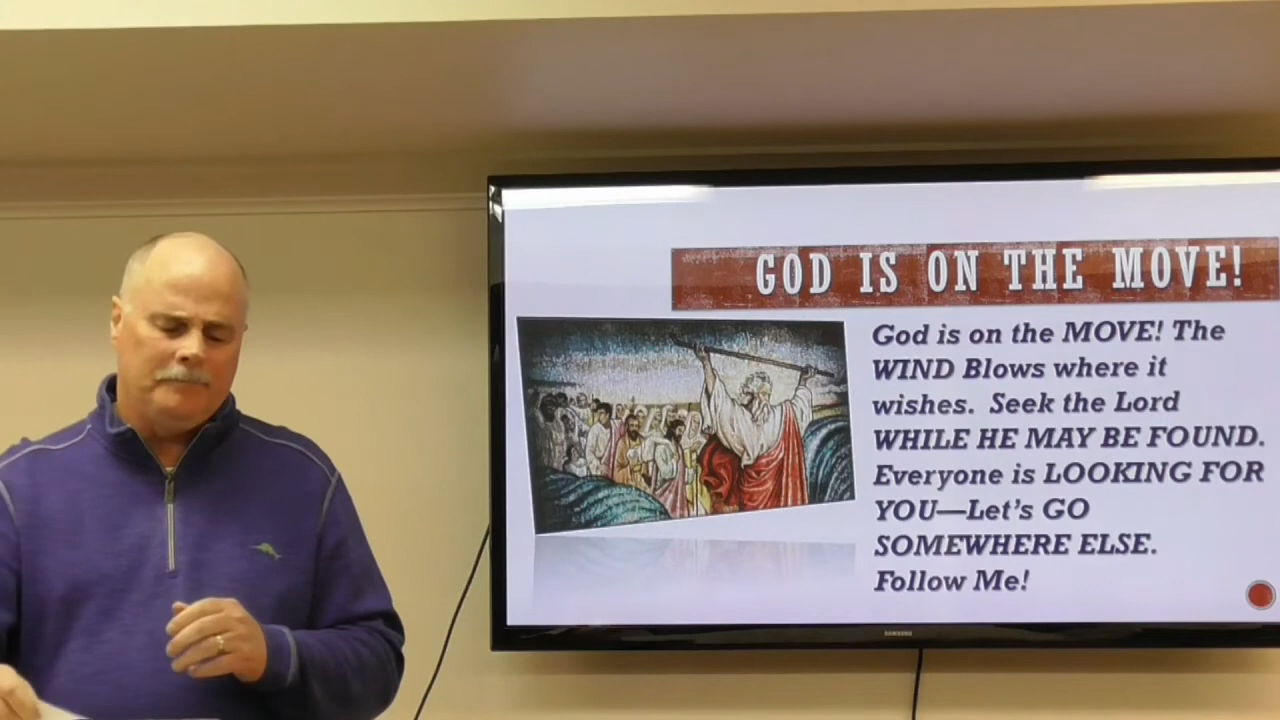 GOD IS ON THE MOVE!
God is on the MOVE! The
WIND Blows where it
wishes. Seek the Lord
WHILE HE MAY BE FOUND.
Everyone is LOOKING FOR
YOU—Let's GO
SOMEWHERE ELSE.
Follow Me!
SAMSUNG